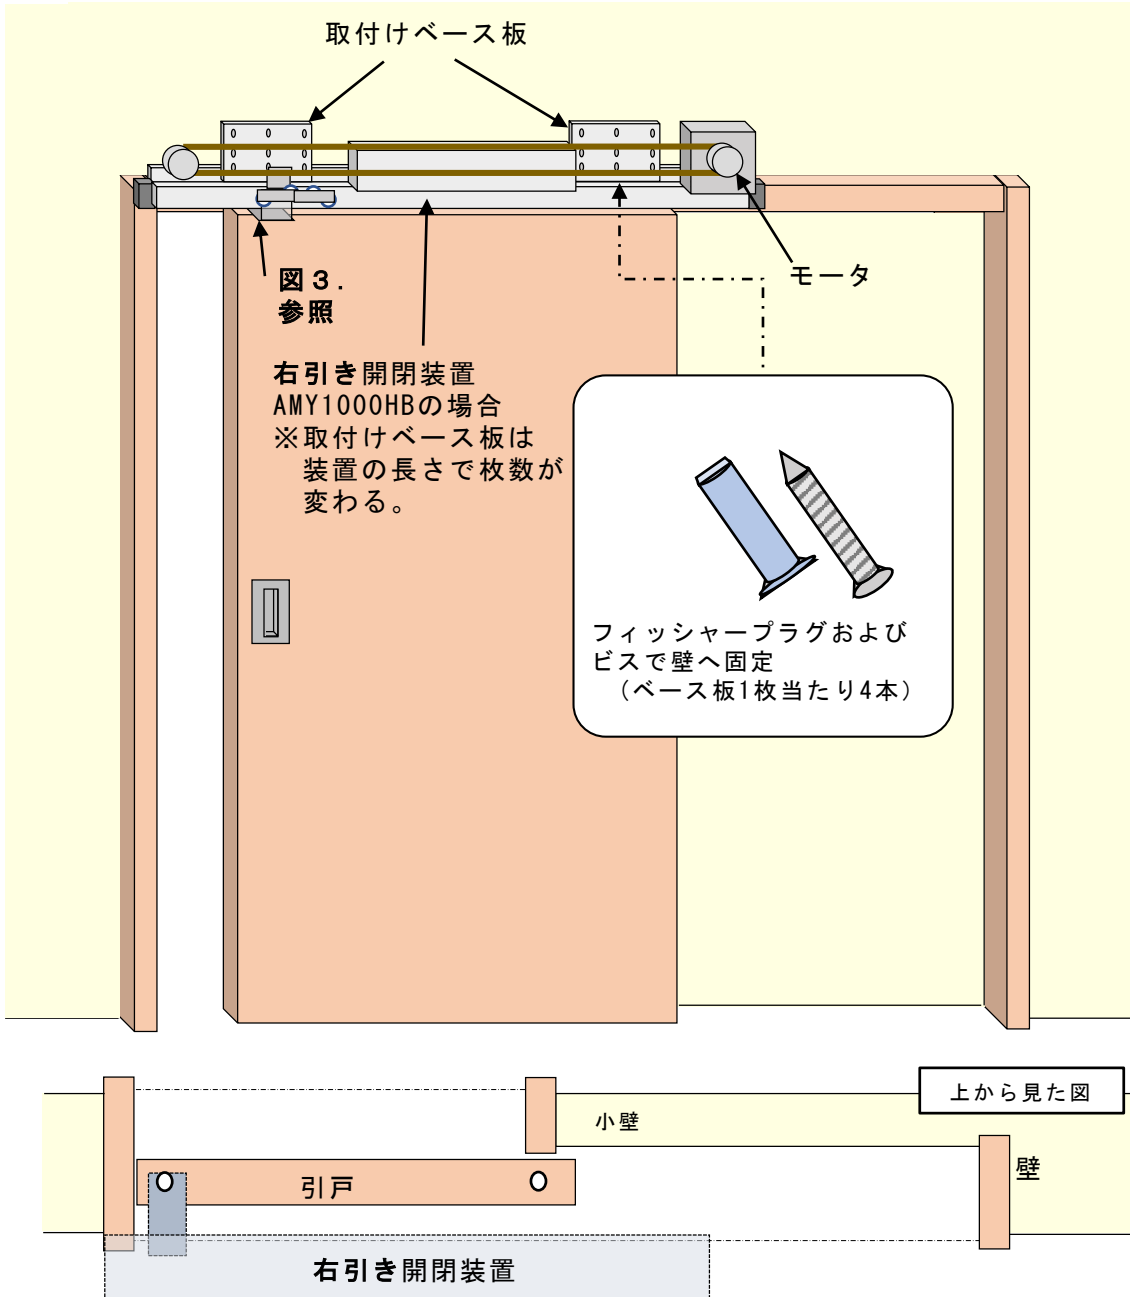 取付けベース板
モータ
図３.
参照
右引き開閉装置
AMY1000HBの場合
※取付けベース板は
装置の長さで枚数が
変わる。
フィッシャープラグおよび
ビスで壁へ固定
（ベース板1枚当たり4本）
上から見た図
小壁
壁
引戸
右引き開閉装置